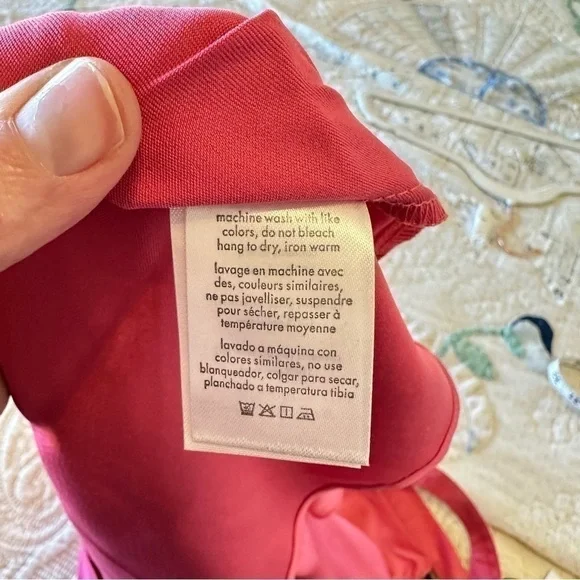 machine wash with like
colors, do not bleach
hang to dry, iron warm
lavage en machine avec
des, couleurs similaires,
ne pas javelliser, suspendre
pour sécher, repasser à
température moyenne
lavado a máquina con
colores similares, no use
blanqueador, colgar para secar,
planchado a temperatura tibia